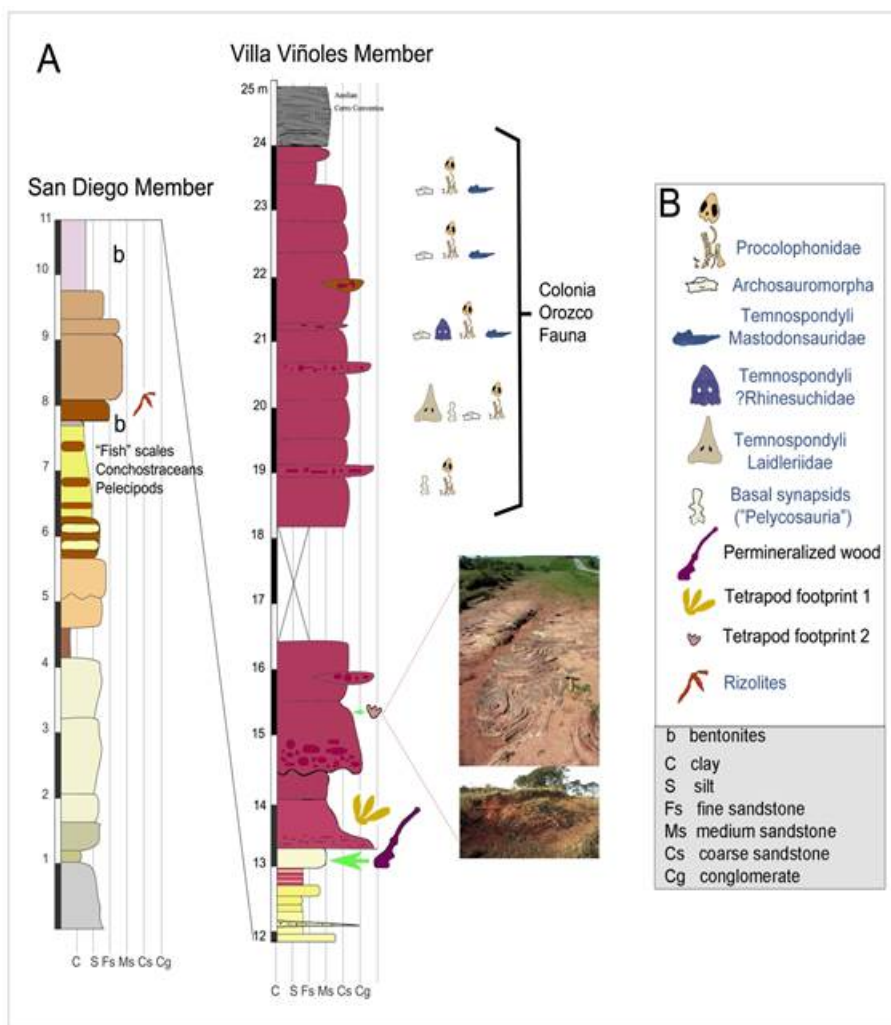 A
Villa Viñoles Member
25 m
Aeolian
Cerro Conventos
24
23
22
21
20
19
18
17
16
15
14
13
12
C S Fs Ms Cs Cg
San Diego Member
11
b
10
9
8
b
"Fish" scales
Conchostraceans
Pelecipods
7
6
5
4
3
2
1
C S Fs Ms Cs Cg
Colonia
Orozco
Fauna
B
Procolophonidae
Archosauromorpha
Temnospondyli
Mastodonsauridae
Temnospondyli
?Rhinesuchidae
Temnospondyli
Laidleriidae
Basal synapsids
("Pelycosauria")
Permineralized wood
Tetrapod footprint 1
Tetrapod footprint 2
Rizolites
b bentonites
C clay
S silt
Fs fine sandstone
Ms medium sandstone
Cs coarse sandstone
Cg conglomerate